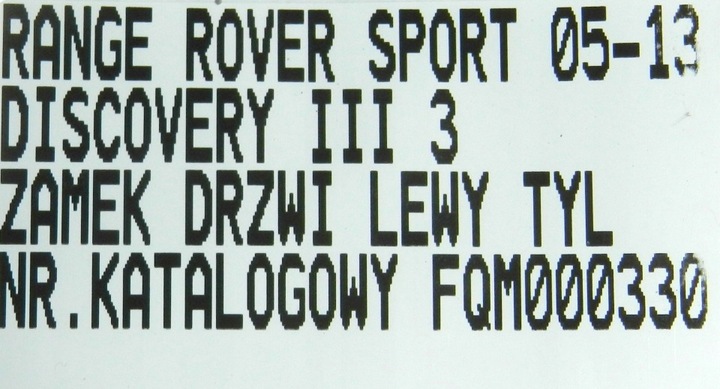 RANGE ROVER SPORT 05-13
DISCOVERY III 3
ZAMEK DRZWI LEWY TYL
NR.KATALOGOWY FQM000330